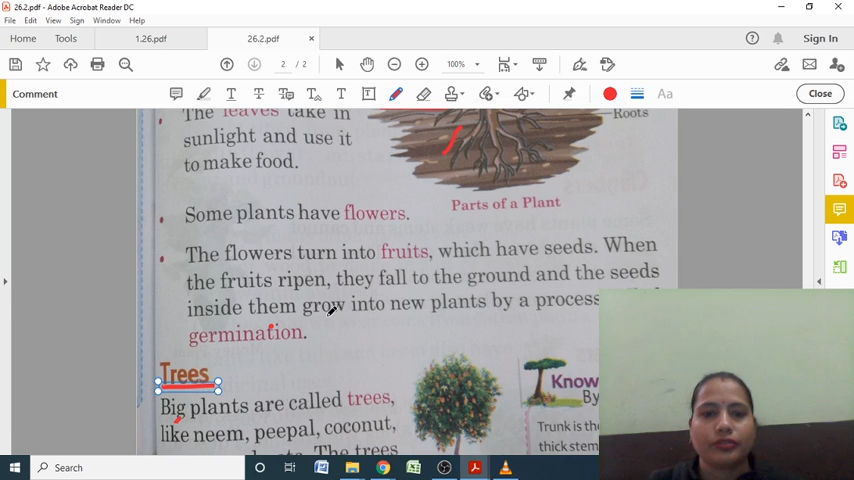 26.2.pdf - Adobe Acrobat Reader DC
File Edit View Sign Window Help
Home Tools 1.26.pdf 26.2.pdf × Sign In
2 / 2 100%
Comment Aa Close
The leaves take in
sunlight and use it
to make food.
Roots
Parts of a Plant
Some plants have flowers.
The flowers turn into fruits, which have seeds. When
the fruits ripen, they fall to the ground and the seeds
inside them grow into new plants by a process
germination.
Trees
Big plants are called trees,
like neem, peepal, coconut,
The trees
Know
By
Trunk is the
thick stem
Search